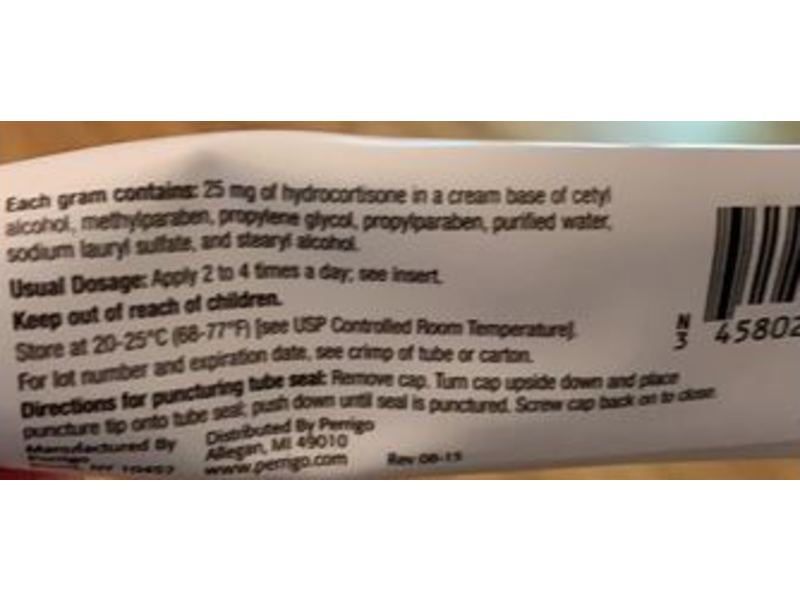 Each gram contains: 25 mg of hydrocortisone in a cream base of cetyl
alcohol, methylparaben, propylene glycol, propylparaben, purified water,
sodium lauryl sulfate, and stearyl alcohol.
Usual Dosage: Apply 2 to 4 times a day; see insert.
Keep out of reach of children.
Store at 20-25°C (68-77°F) [see USP Controlled Room Temperature].
For lot number and expiration date, see crimp of tube or carton.
Directions for puncturing tube seal: Remove cap. Turn cap upside down and place
puncture tip onto tube seal; push down until seal is punctured. Screw cap back on to close.
Manufactured By
Perrigo
NY 10457
Distributed By Perrigo
Allegan, MI 49010
www.perrigo.com
Rev 08-15
N
3
45802